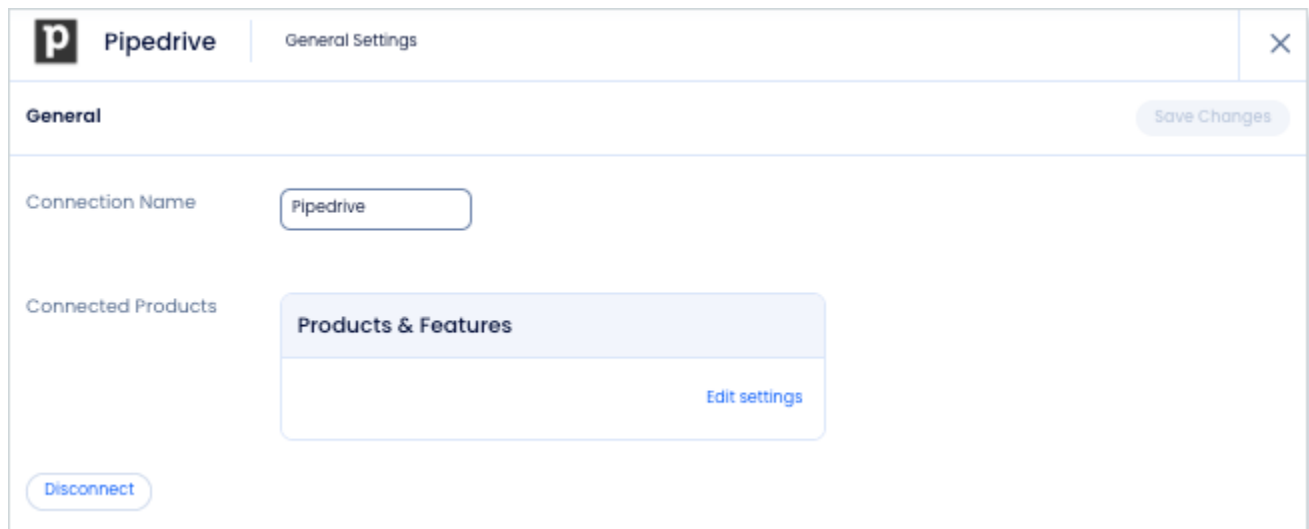 p Pipedrive General Settings
General Save Changes
Connection Name Pipedrive
Connected Products
Products & Features
Edit settings
Disconnect